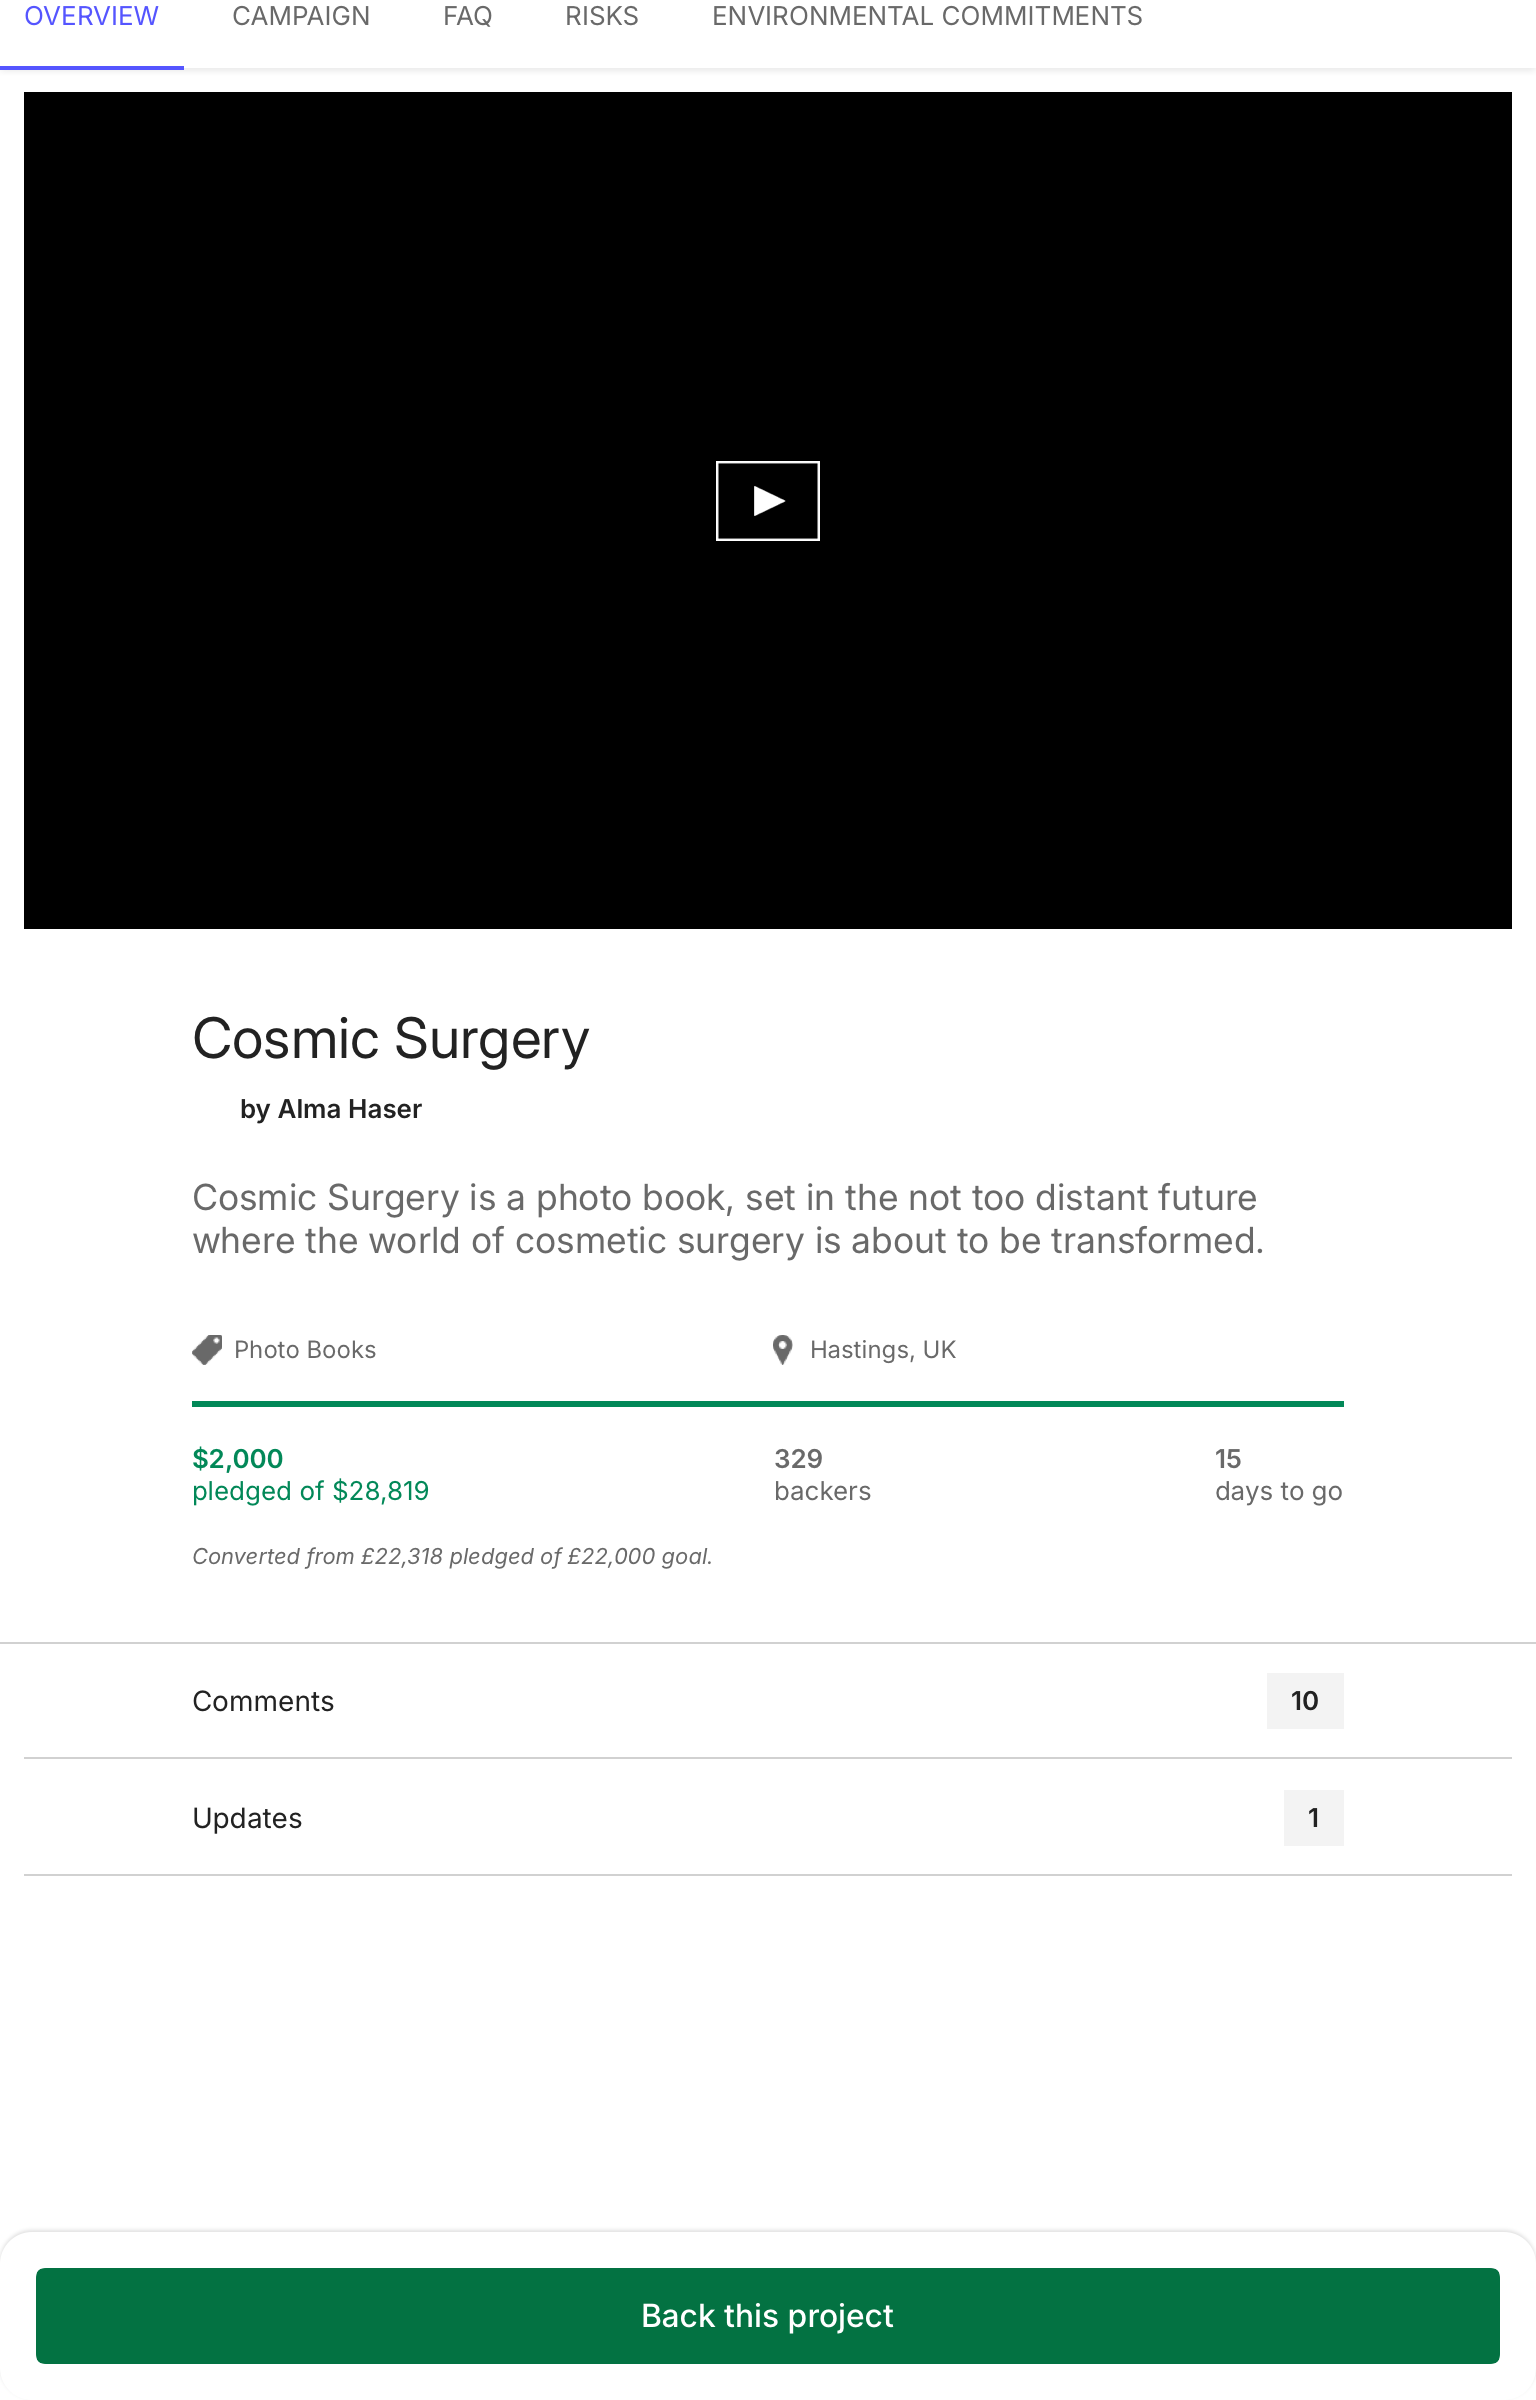 OVERVIEW CAMPAIGN FAQ RISKS ENVIRONMENTAL COMMITMENTS
Cosmic Surgery
by Alma Haser
Cosmic Surgery is a photo book, set in the not too distant future
where the world of cosmetic surgery is about to be transformed.
Photo Books Hastings, UK
$2,000 329 15
pledged of $28,819 backers days to go
Converted from £22,318 pledged of £22,000 goal.
Comments 10
Updates 1
Back this project